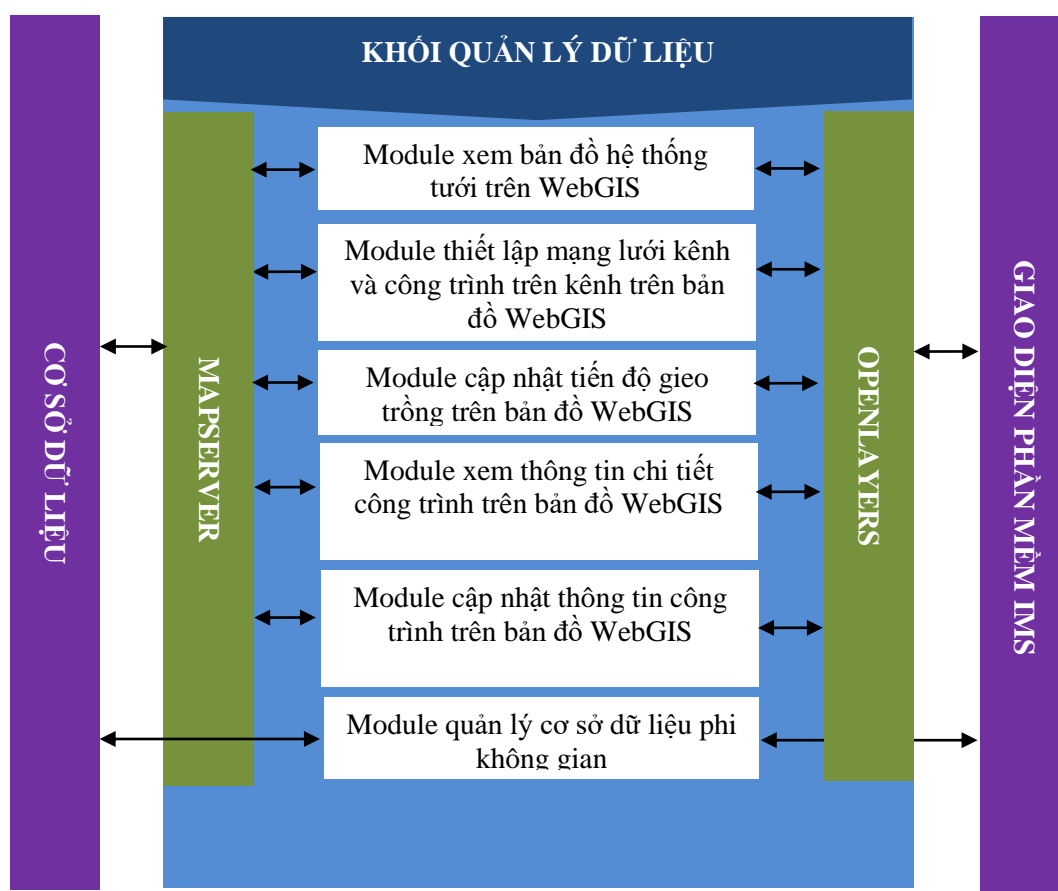 KHỐI QUẢN LÝ DỮ LIỆU
Module xem bản đồ hệ thống
tưới trên WebGIS
Module thiết lập mạng lưới kênh
và công trình trên kênh trên bản
đồ WebGIS
Module cập nhật tiến độ gieo
trồng trên bản đồ WebGIS
Module xem thông tin chi tiết
công trình trên bản đồ WebGIS
Module cập nhật thông tin công
trình trên bản đồ WebGIS
Module quản lý cơ sở dữ liệu phi
không gian
CƠ SỞ DỮ LIỆU
MAPSERVER
OPENLAYERS
GIAO DIỆN PHẦN MỀM IMS